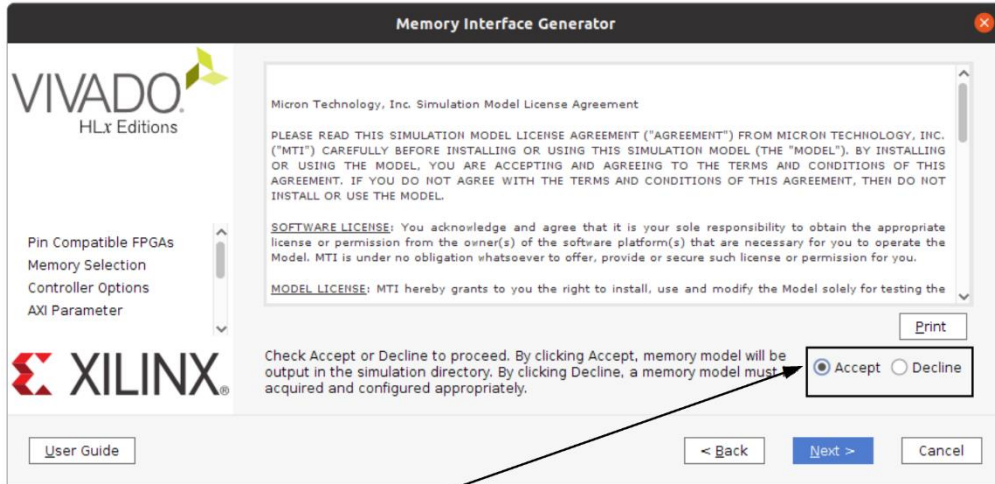 Memory Interface Generator
VIVADO.
HLx Editions
Pin Compatible FPGAs
Memory Selection
Controller Options
AXI Parameter
XILINX®
Micron Technology, Inc. Simulation Model License Agreement
PLEASE READ THIS SIMULATION MODEL LICENSE AGREEMENT ("AGREEMENT") FROM MICRON TECHNOLOGY, INC.
("MTI") CAREFULLY BEFORE INSTALLING OR USING THIS SIMULATION MODEL (THE "MODEL"). BY INSTALLING
OR USING THE MODEL, YOU ARE ACCEPTING AND AGREEING TO THE TERMS AND CONDITIONS OF THIS
AGREEMENT. IF YOU DO NOT AGREE WITH THE TERMS AND CONDITIONS OF THIS AGREEMENT, THEN DO NOT
INSTALL OR USE THE MODEL.
SOFTWARE LICENSE: You acknowledge and agree that it is your sole responsibility to obtain the appropriate
license or permission from the owner(s) of the software platform(s) that are necessary for you to operate the
Model. MTI is under no obligation whatsoever to offer, provide or secure such license or permission for you.
MODEL LICENSE: MTI hereby grants to you the right to install, use and modify the Model solely for testing the
Print
Check Accept or Decline to proceed. By clicking Accept, memory model will be
output in the simulation directory. By clicking Decline, a memory model must
acquired and configured appropriately.
Accept Decline
User Guide
< Back Next > Cancel